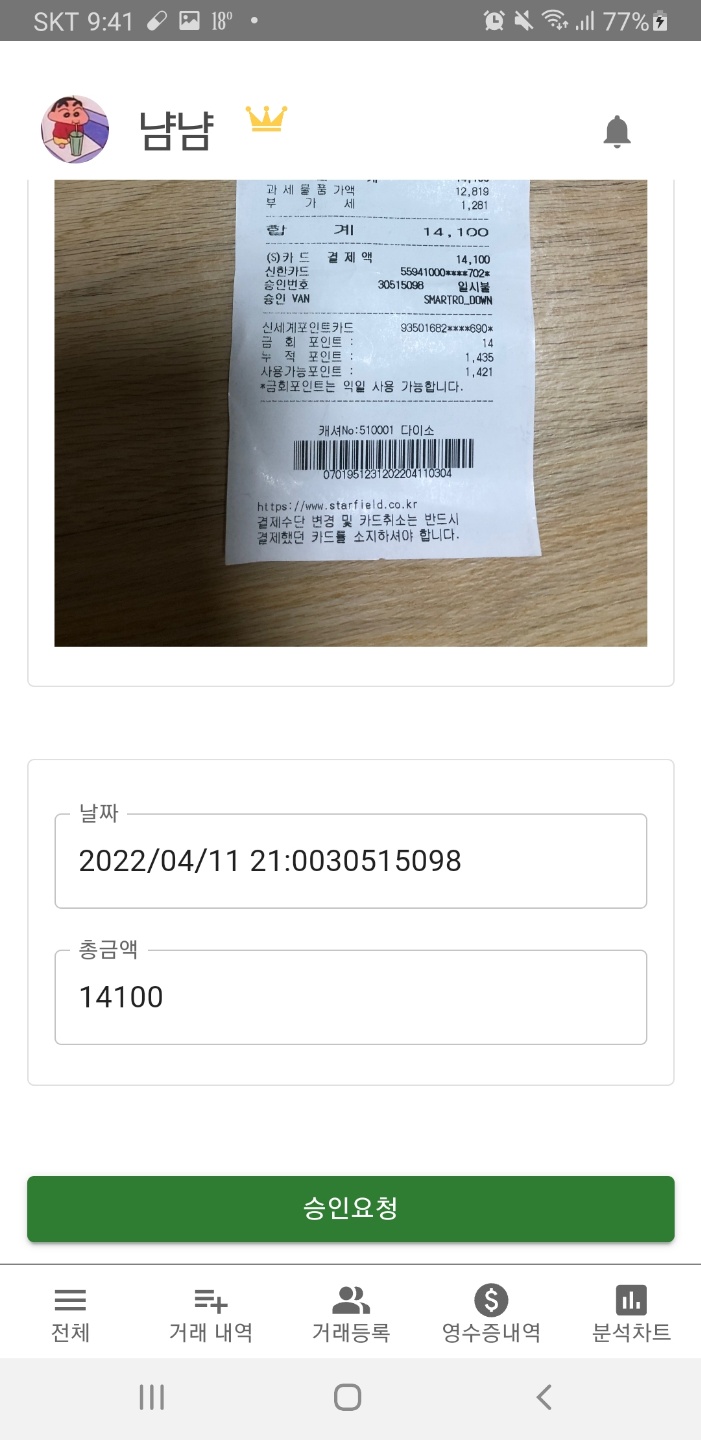 SKT 9:41 18° 77%
냠냠
과세물품가액 12,819
부 가 세 1,281
합 계 14,100
(S)카드 결제액 14,100
신한카드 55941000****702*
승인번호 30515098 일시불
승인 VAN SMARTRO_DOWN
신세계포인트카드 93501682****690*
금 회 포인트 : 14
누 적 포인트 : 1,435
사용가능포인트 : 1,421
*금회포인트는 익일 사용 가능합니다.
캐셔No:510001 다이소
0701951231202204110304
https://www.starfield.co.kr
결제수단 변경 및 카드취소는 반드시
결제했던 카드를 소지하셔야 합니다.
날짜
2022/04/11 21:0030515098
총금액
14100
승인요청
전체 거래 내역 거래등록 영수증내역 분석차트